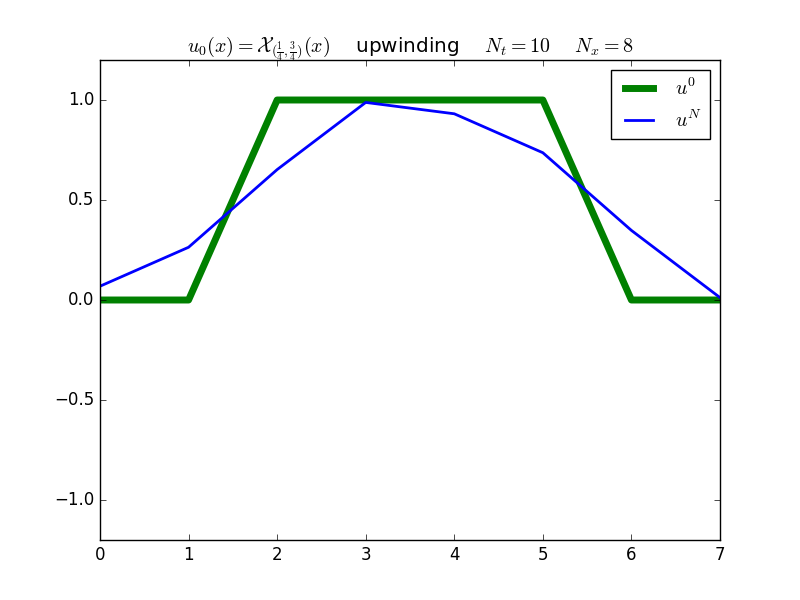 u_0(x) = 𝒳_{(1/4, 3/4)}(x) upwinding N_t = 10 N_x = 8
u^0
u^N
1.0
0.5
0.0
−0.5
−1.0
0 1 2 3 4 5 6 7